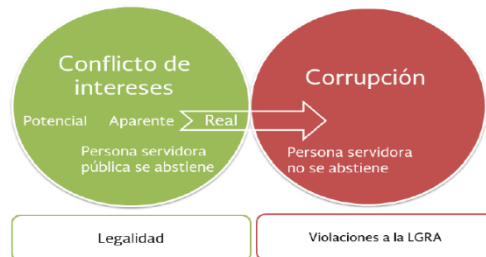 Conflicto de
intereses
Potencial Aparente Real
Persona servidora
pública se abstiene
Corrupción
Persona servidora
no se abstiene
Legalidad
Violaciones a la LGRA